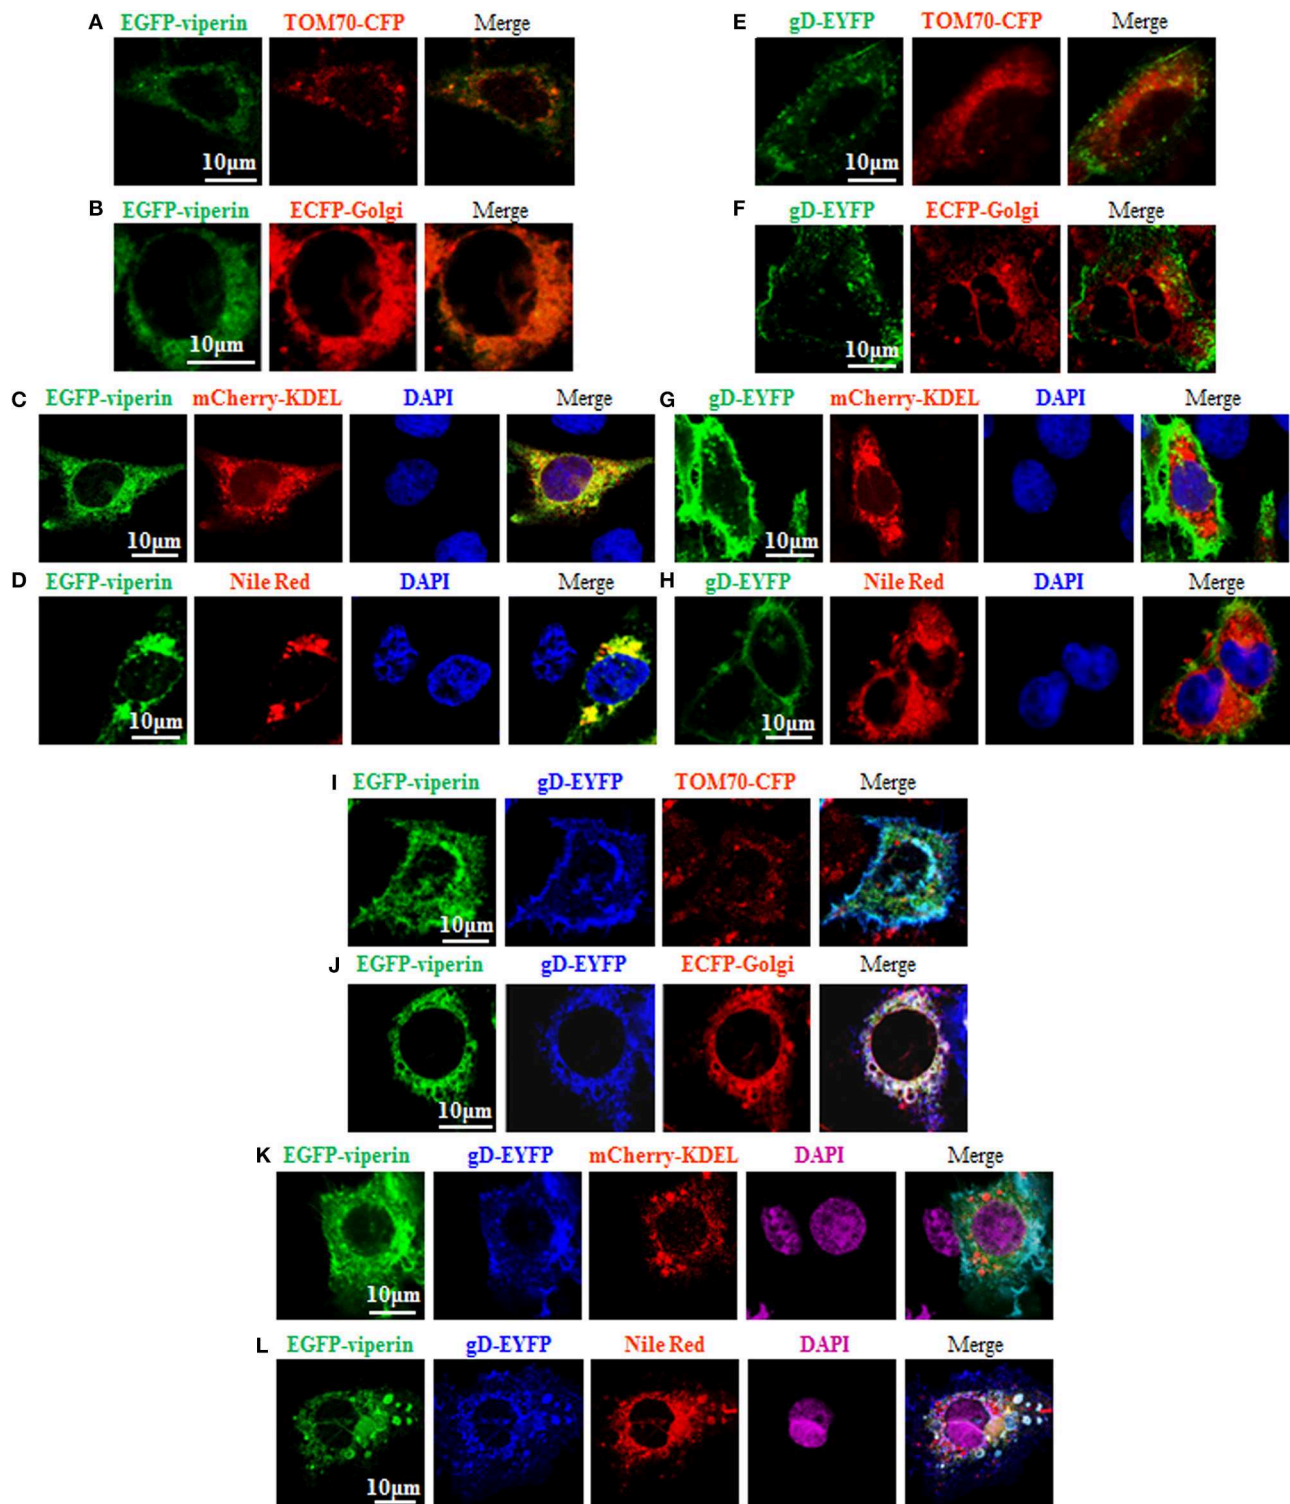 A EGFP-viperin TOM70-CFP Merge
10μm
B EGFP-viperin ECFP-Golgi Merge
10μm
C EGFP-viperin mCherry-KDEL DAPI Merge
10μm
D EGFP-viperin Nile Red DAPI Merge
10μm
E gD-EYFP TOM70-CFP Merge
10μm
F gD-EYFP ECFP-Golgi Merge
10μm
G gD-EYFP mCherry-KDEL DAPI Merge
10μm
H gD-EYFP Nile Red DAPI Merge
10μm
I EGFP-viperin gD-EYFP TOM70-CFP Merge
10μm
J EGFP-viperin gD-EYFP ECFP-Golgi Merge
10μm
K EGFP-viperin gD-EYFP mCherry-KDEL DAPI Merge
10μm
L EGFP-viperin gD-EYFP Nile Red DAPI Merge
10μm